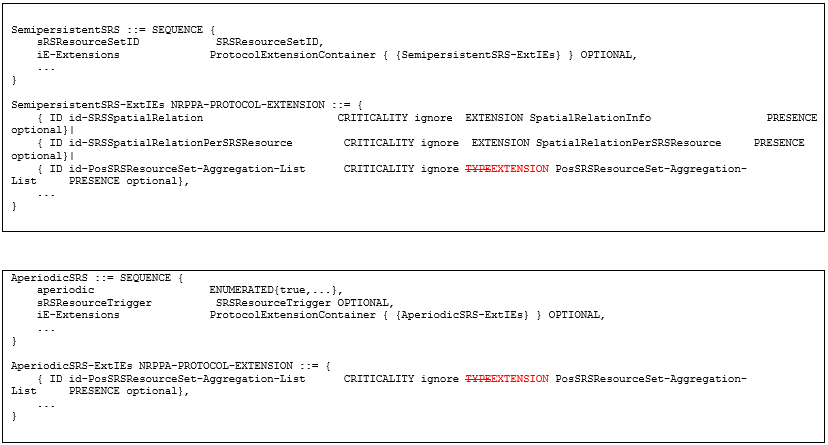 SemipersistentSRS ::= SEQUENCE {
sRSResourceSetID SRSResourceSetID,
iE-Extensions ProtocolExtensionContainer { {SemipersistentSRS-ExtIEs} } OPTIONAL,
...
}
SemipersistentSRS-ExtIEs NRPPA-PROTOCOL-EXTENSION ::= {
{ ID id-SRSSpatialRelation CRITICALITY ignore EXTENSION SpatialRelationInfo PRESENCE
optional}|
{ ID id-SRSSpatialRelationPerSRSResource CRITICALITY ignore EXTENSION SpatialRelationPerSRSResource PRESENCE
optional}|
{ ID id-PosSRSResourceSet-Aggregation-List CRITICALITY ignore TYPEEXTENSION PosSRSResourceSet-Aggregation-
List PRESENCE optional},
...
}
AperiodicSRS ::= SEQUENCE {
aperiodic ENUMERATED{true,...},
sRSResourceTrigger SRSResourceTrigger OPTIONAL,
iE-Extensions ProtocolExtensionContainer { {AperiodicSRS-ExtIEs} } OPTIONAL,
...
}
AperiodicSRS-ExtIEs NRPPA-PROTOCOL-EXTENSION ::= {
{ ID id-PosSRSResourceSet-Aggregation-List CRITICALITY ignore TYPEEXTENSION PosSRSResourceSet-Aggregation-
List PRESENCE optional},
...
}